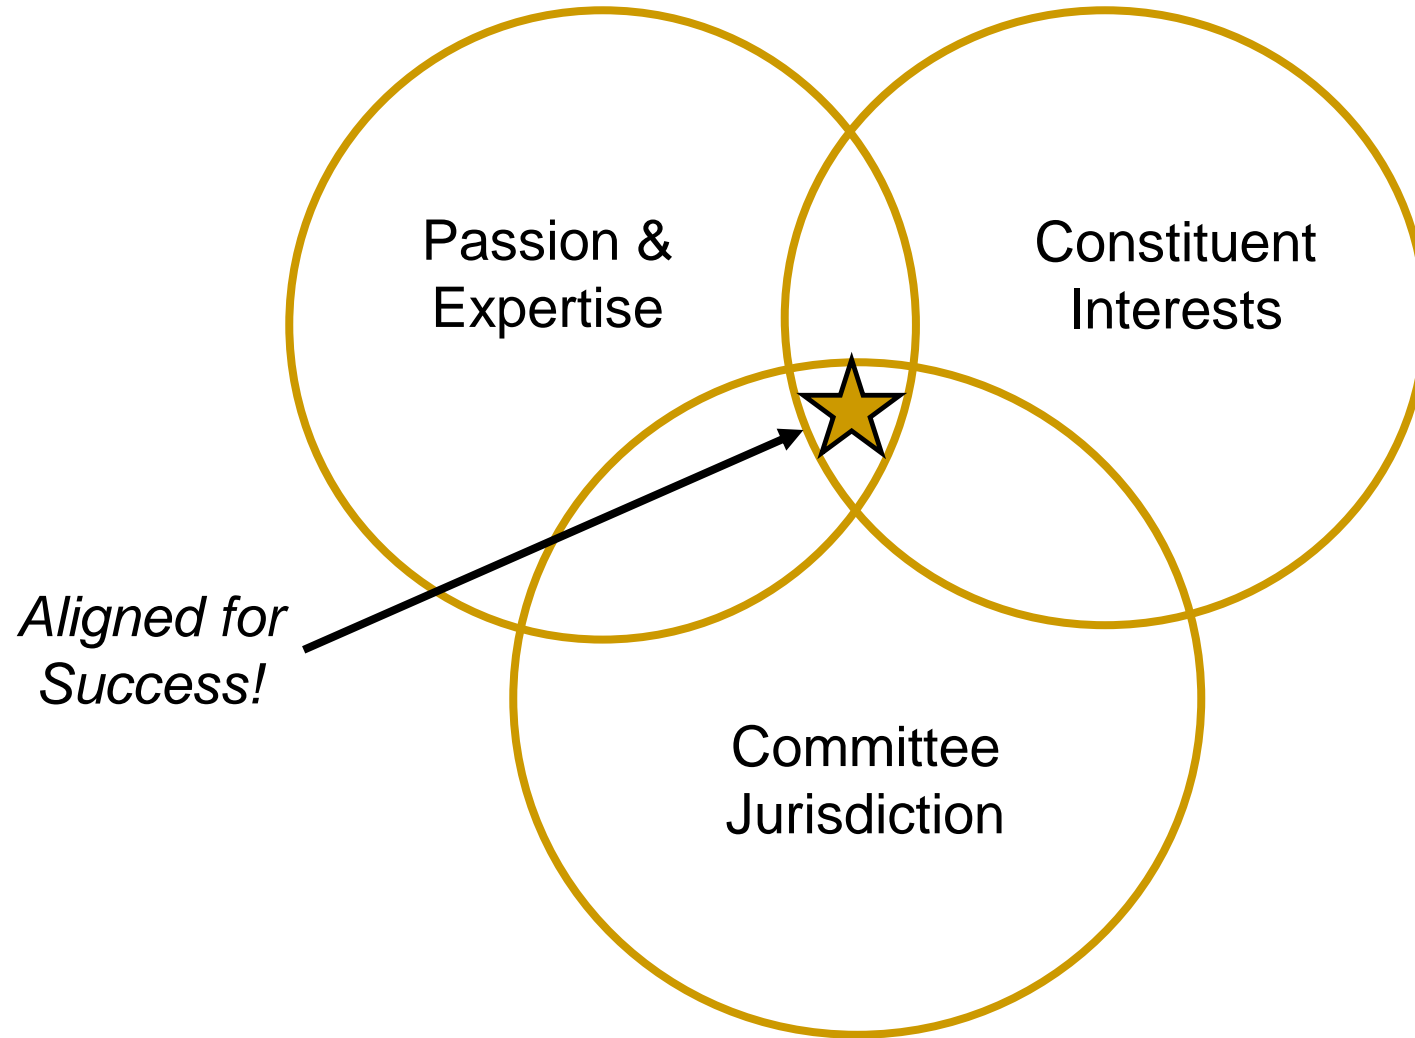 Passion &
Expertise
Constituent
Interests
Aligned for
Success!
Committee
Jurisdiction